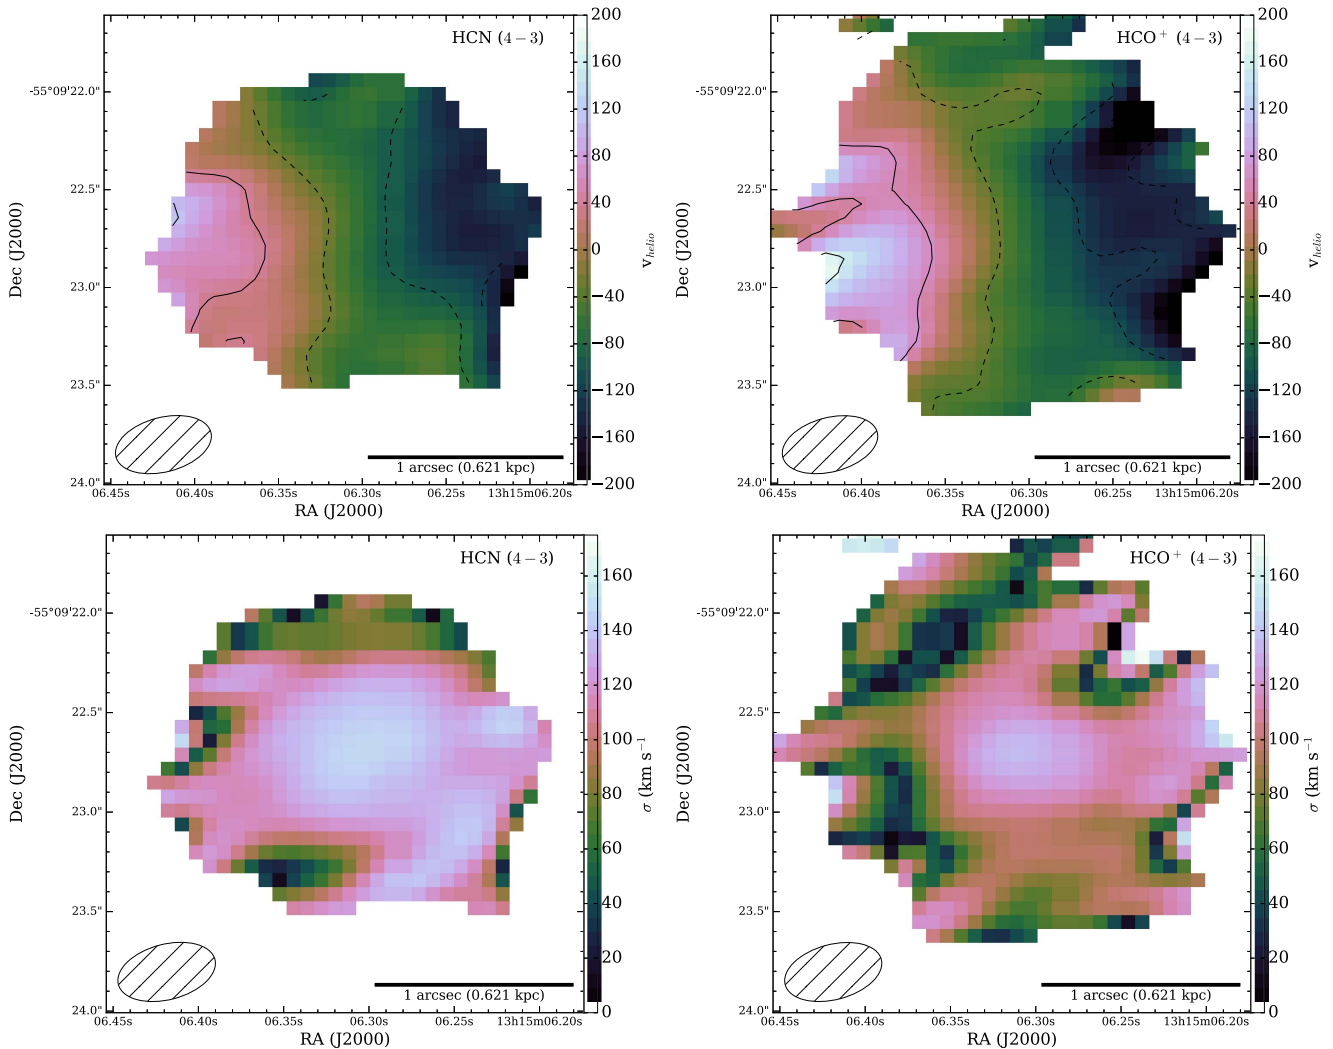 HCN (4 – 3)
-55°09'22.0"
22.5"
23.0"
23.5"
24.0"
Dec (J2000)
06.45s 06.40s 06.35s 06.30s 06.25s 13h15m06.20s
RA (J2000)
1 arcsec (0.621 kpc)
200
160
120
80
40
0
−40
−80
−120
−160
−200
v_helio
HCO⁺ (4 – 3)
-55°09'22.0"
22.5"
23.0"
23.5"
24.0"
Dec (J2000)
06.45s 06.40s 06.35s 06.30s 06.25s 13h15m06.20s
RA (J2000)
1 arcsec (0.621 kpc)
200
160
120
80
40
0
−40
−80
−120
−160
−200
v_helio
HCN (4 – 3)
-55°09'22.0"
22.5"
23.0"
23.5"
24.0"
Dec (J2000)
06.45s 06.40s 06.35s 06.30s 06.25s 13h15m06.20s
RA (J2000)
1 arcsec (0.621 kpc)
160
140
120
100
80
60
40
20
0
σ (km s⁻¹)
HCO⁺ (4 – 3)
-55°09'22.0"
22.5"
23.0"
23.5"
24.0"
Dec (J2000)
06.45s 06.40s 06.35s 06.30s 06.25s 13h15m06.20s
RA (J2000)
1 arcsec (0.621 kpc)
160
140
120
100
80
60
40
20
0
σ (km s⁻¹)